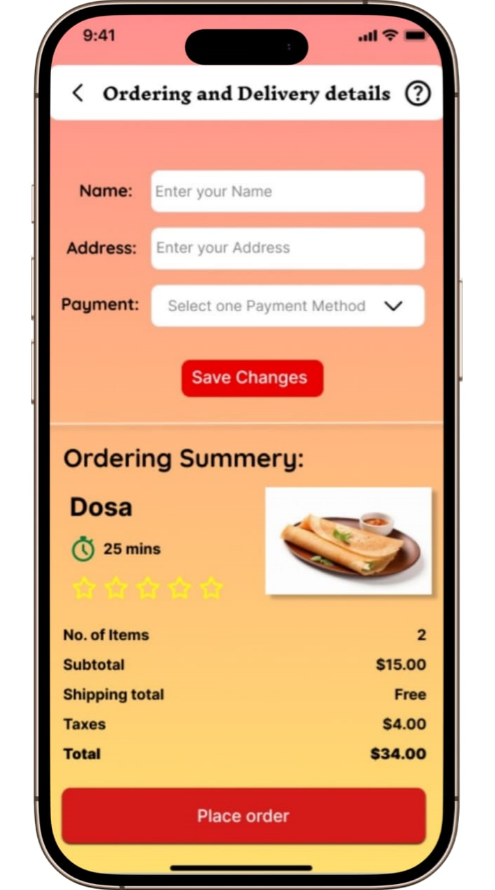 9:41
Ordering and Delivery details ?
Name: Enter your Name
Address: Enter your Address
Payment: Select one Payment Method
Save Changes
Ordering Summery:
Dosa
25 mins
No. of Items 2
Subtotal $15.00
Shipping total Free
Taxes $4.00
Total $34.00
Place order